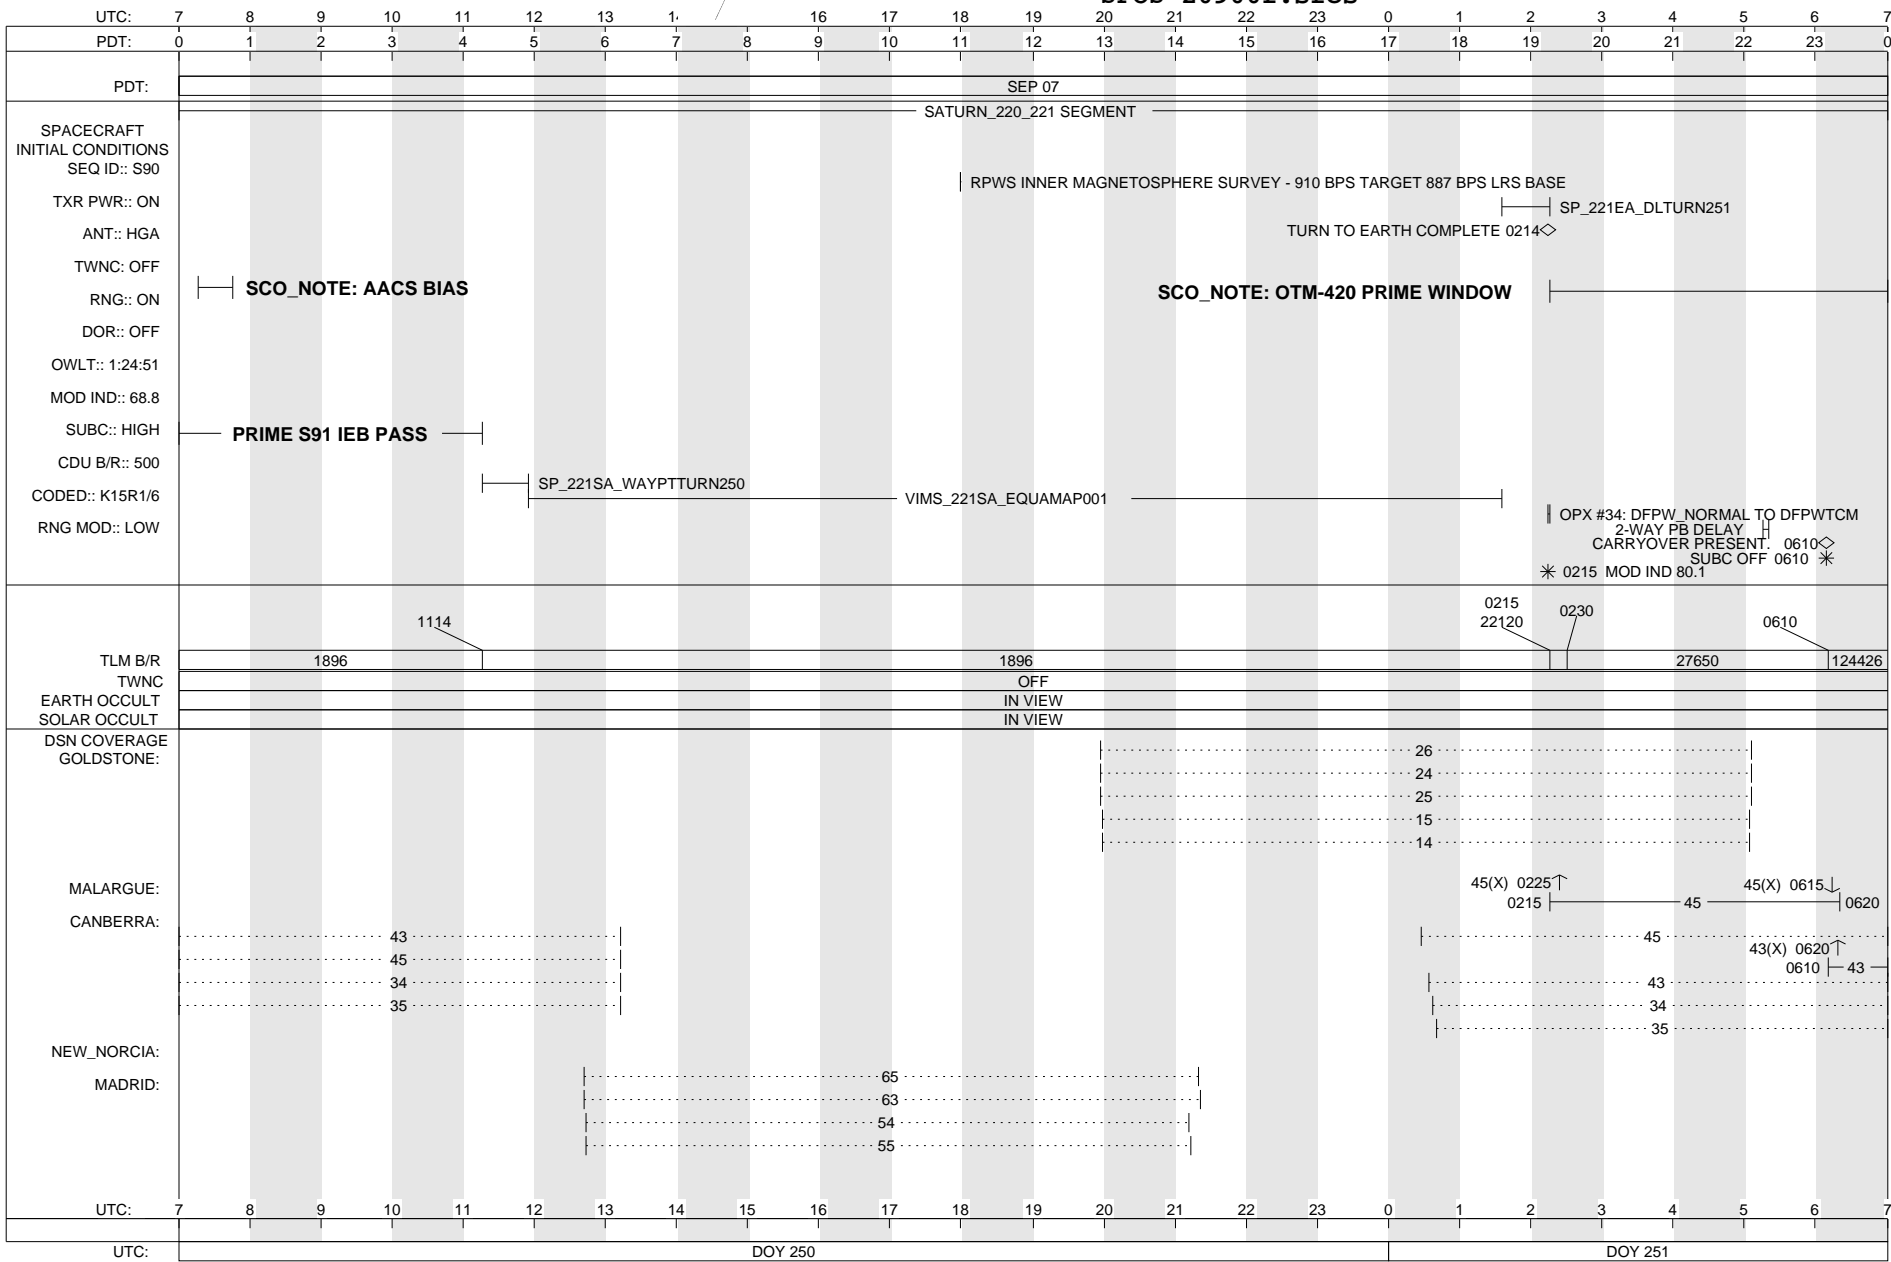 UTC: 7 8 9 10 11 12 13 16 17 18 19 20 21 22 23 0 1 2 3 4 5 6 7
PDT: 0 1 2 3 4 5 6 7 8 9 10 11 12 13 14 15 16 17 18 19 20 21 22 23 0
PDT: SEP 07
SATURN_220_221 SEGMENT
SPACECRAFT
INITIAL CONDITIONS
SEQ ID:: S90
RPWS INNER MAGNETOSPHERE SURVEY - 910 BPS TARGET 887 BPS LRS BASE
TXR PWR:: ON
SP_221EA_DLTURN251
ANT:: HGA
TURN TO EARTH COMPLETE 0214
TWNC: OFF
SCO_NOTE: AACS BIAS
SCO_NOTE: OTM-420 PRIME WINDOW
RNG:: ON
DOR:: OFF
OWLT:: 1:24:51
MOD IND:: 68.8
SUBC:: HIGH
PRIME S91 IEB PASS
CDU B/R:: 500
SP_221SA_WAYPTTURN250
CODED:: K15R1/6
VIMS_221SA_EQUAMAP001
OPX #34: DFPW_NORMAL TO DFPWTCM
RNG MOD:: LOW
2-WAY PB DELAY
CARRYOVER PRESENT. 0610
SUBC OFF 0610
0215 MOD IND 80.1
1114
0215
22120
0230
0610
TLM B/R 1896 1896 27650 124426
TWNC OFF
EARTH OCCULT IN VIEW
SOLAR OCCULT IN VIEW
DSN COVERAGE
GOLDSTONE:
26
24
25
15
14
MALARGUE:
45(X) 0225
45(X) 0615
0215 45 0620
CANBERRA:
43
45
45
43(X) 0620
0610 43
34
43
35
34
35
NEW_NORCIA:
MADRID:
65
63
54
55
UTC: 7 8 9 10 11 12 13 14 15 16 17 18 19 20 21 22 23 0 1 2 3 4 5 6 7
UTC: DOY 250 DOY 251